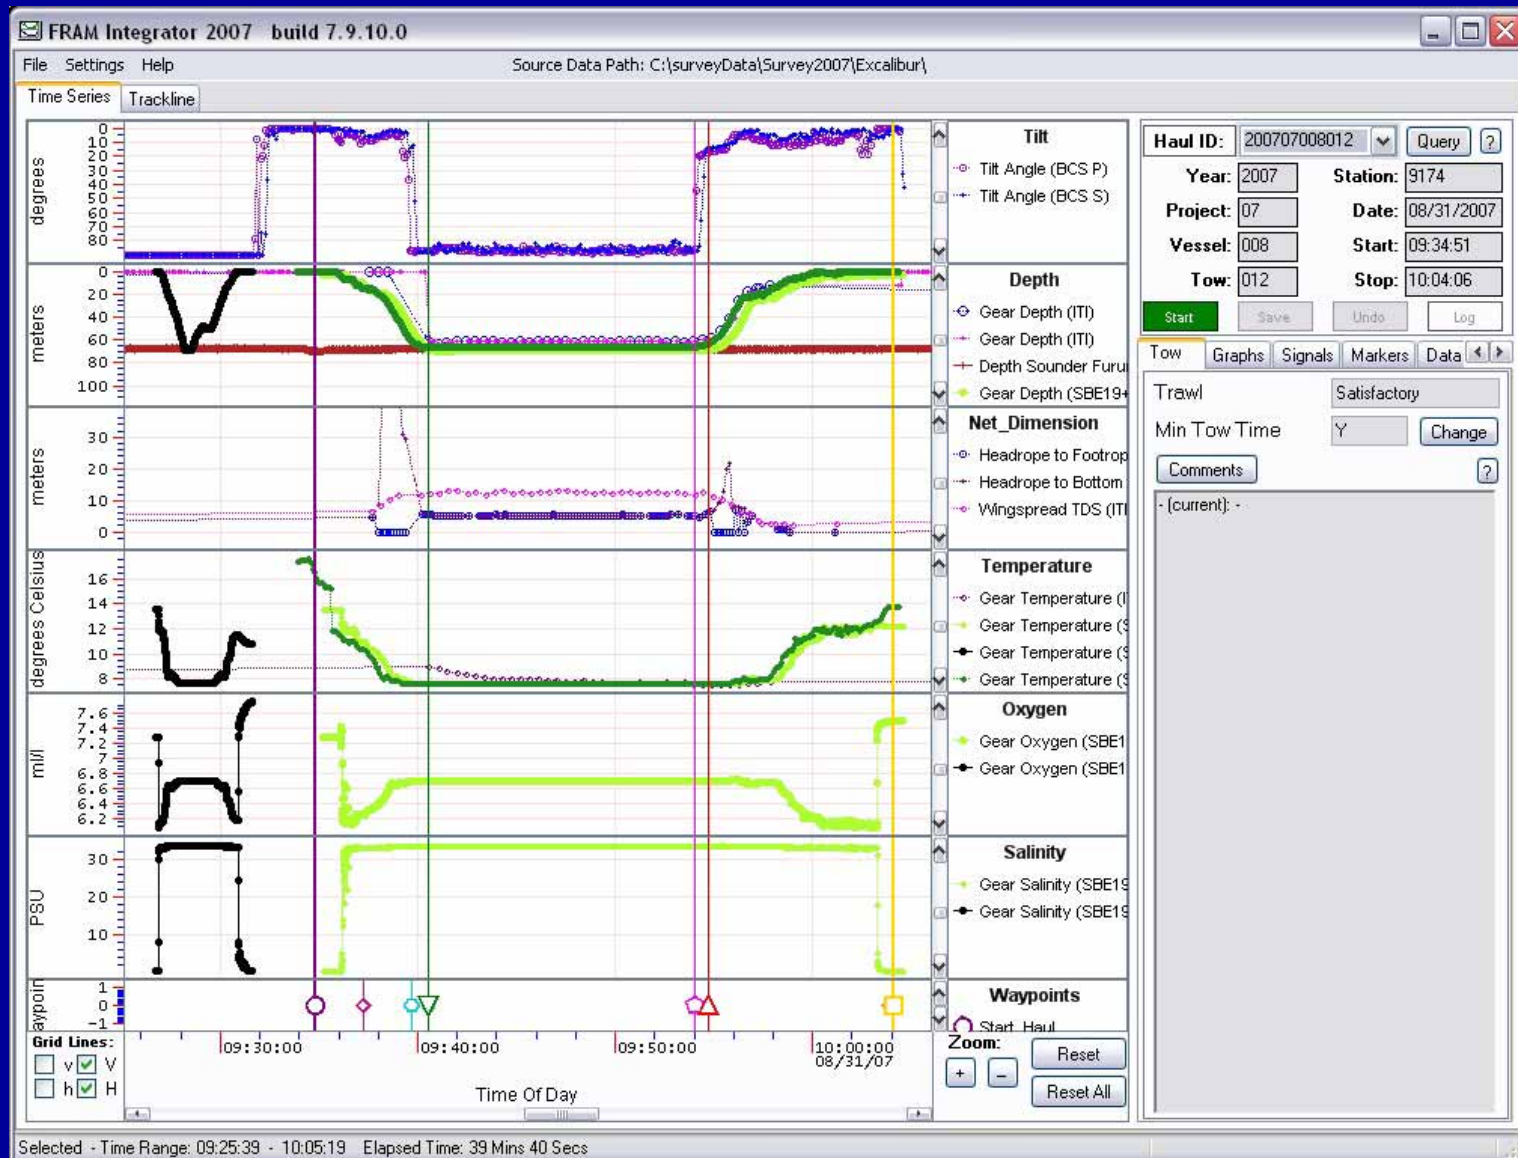 FRAM Integrator 2007 build 7.9.10.0
File Settings Help
Source Data Path: C:\surveyData\Survey2007\Excalibur\
Time Series Trackline
degrees
0
10
20
30
40
50
60
70
80
Tilt
Tilt Angle (BCS P)
Tilt Angle (BCS S)
meters
0
20
40
60
80
100
Depth
Gear Depth (ITI)
Gear Depth (ITI)
Depth Sounder Furu
Gear Depth (SBE19+
meters
30
20
10
0
Net_Dimension
Headrope to Footrop
Headrope to Bottom
Wingspread TDS (ITI
degrees Celsius
16
14
12
10
8
Temperature
Gear Temperature (I
Gear Temperature (S
Gear Temperature (S
Gear Temperature (S
ml/l
7.6
7.4
7.2
7
6.8
6.6
6.4
6.2
Oxygen
Gear Oxygen (SBE1
Gear Oxygen (SBE1
PSU
30
20
10
Salinity
Gear Salinity (SBE19
Gear Salinity (SBE19
aypoin
1
0
-1
Waypoints
Start_Haul
Grid Lines:
v V
h H
09:30:00 09:40:00 09:50:00 10:00:00
08/31/07
Time Of Day
Zoom:
+ - Reset
Reset All
Haul ID: 200707008012 Query ?
Year: 2007 Station: 9174
Project: 07 Date: 08/31/2007
Vessel: 008 Start: 09:34:51
Tow: 012 Stop: 10:04:06
Start Save Undo Log
Tow Graphs Signals Markers Data
Trawl Satisfactory
Min Tow Time Y Change
Comments ?
- (current): -
Selected - Time Range: 09:25:39 - 10:05:19 Elapsed Time: 39 Mins 40 Secs